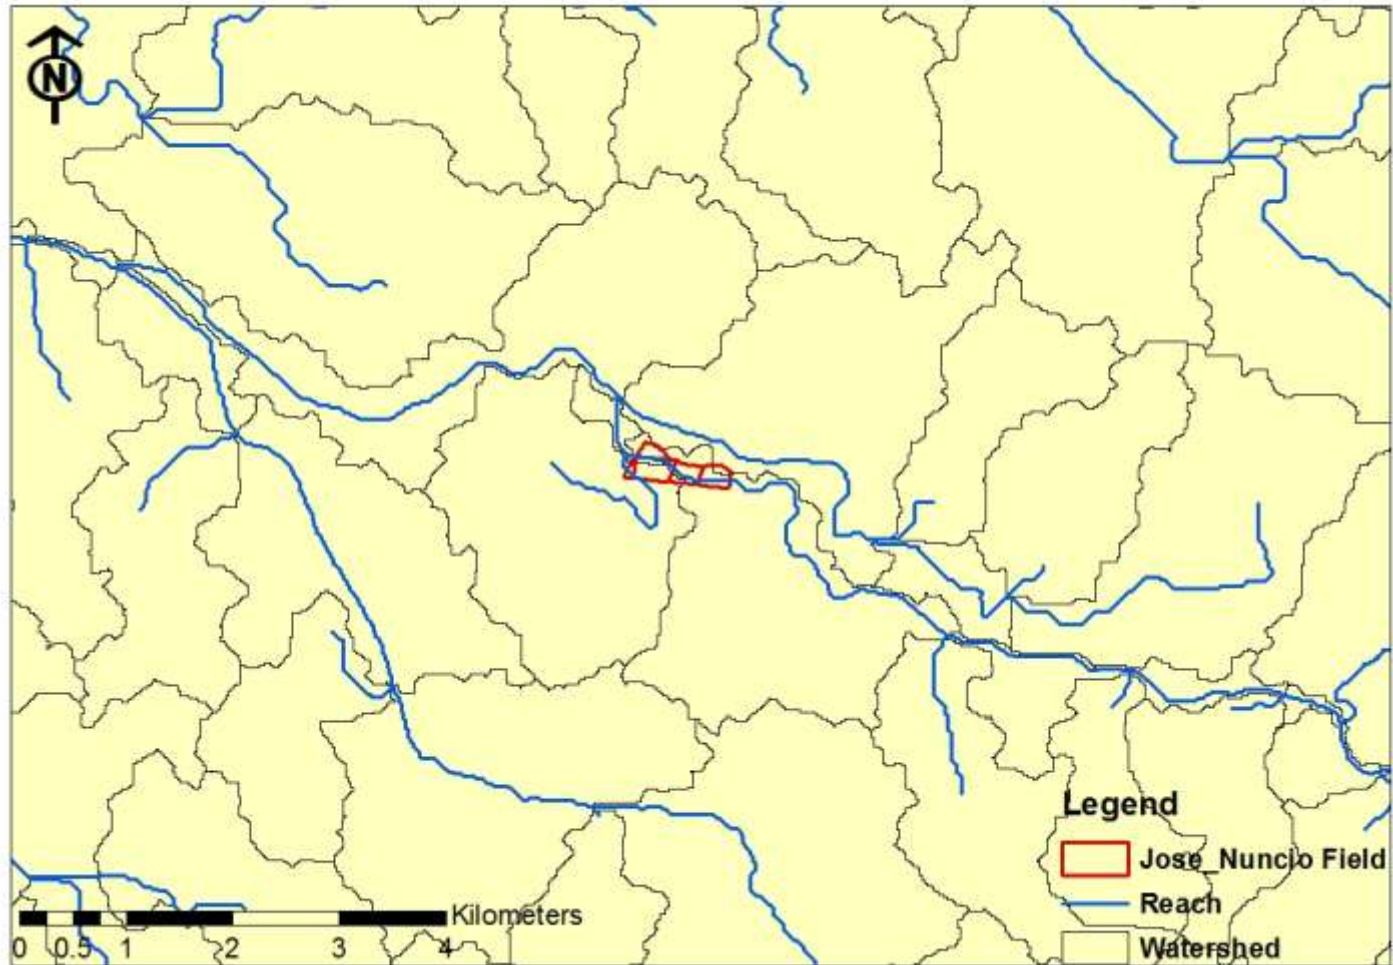 N
Legend
Jose_Nuncio Field
Reach
Watershed
Kilometers
0 0.5 1 2 3 4